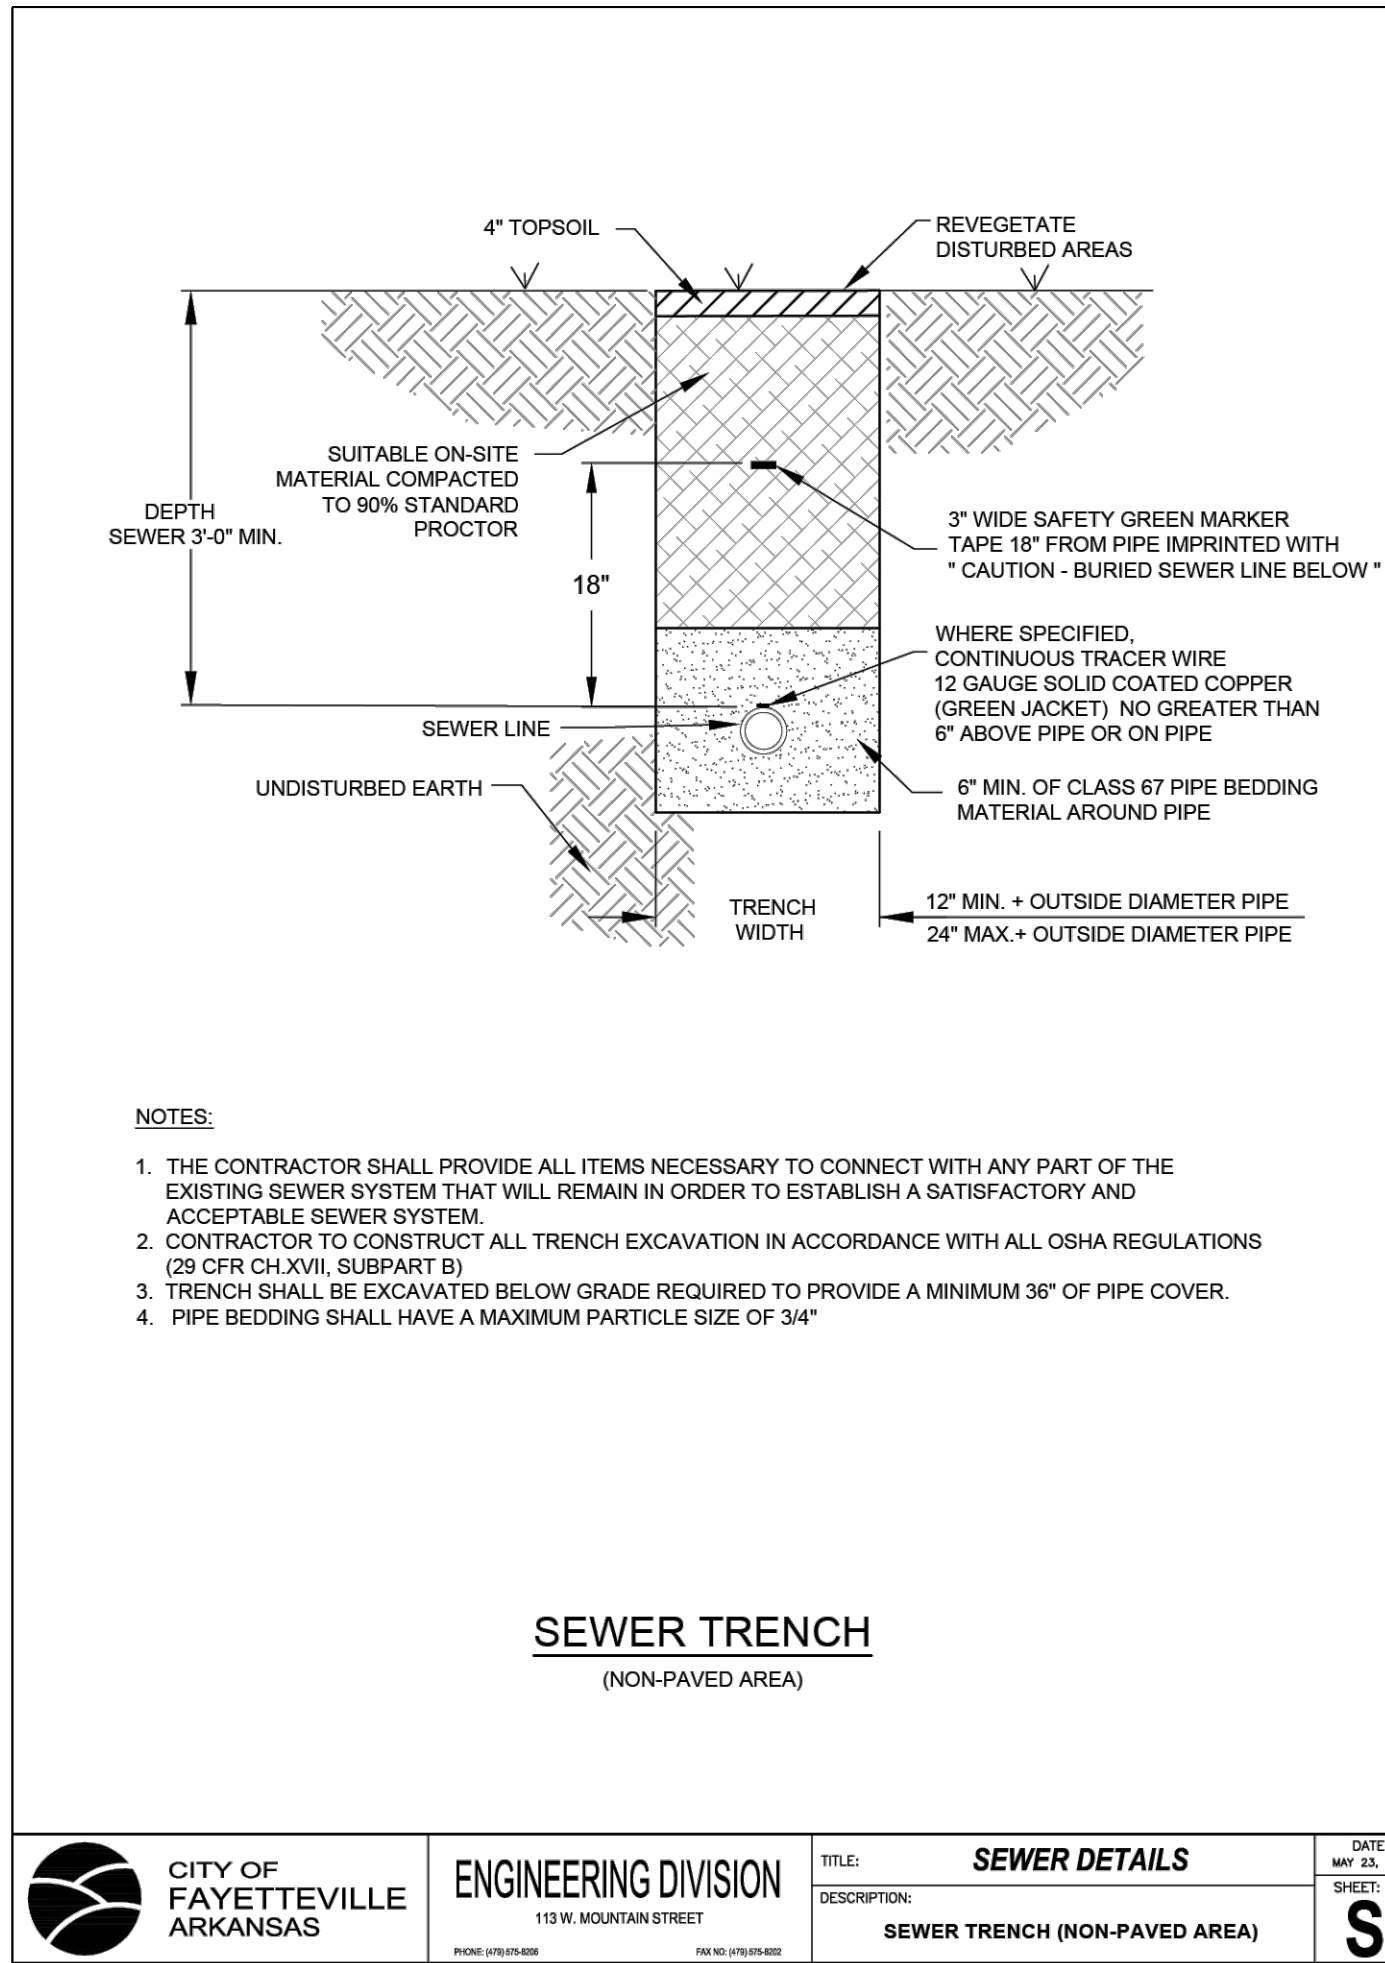 4" TOPSOIL
REVEGETATE
DISTURBED AREAS
SUITABLE ON-SITE
MATERIAL COMPACTED
TO 90% STANDARD
PROCTOR
DEPTH
SEWER 3'-0" MIN.
18"
3" WIDE SAFETY GREEN MARKER
TAPE 18" FROM PIPE IMPRINTED WITH
" CAUTION - BURIED SEWER LINE BELOW "
WHERE SPECIFIED,
CONTINUOUS TRACER WIRE
12 GAUGE SOLID COATED COPPER
(GREEN JACKET) NO GREATER THAN
6" ABOVE PIPE OR ON PIPE
SEWER LINE
UNDISTURBED EARTH
6" MIN. OF CLASS 67 PIPE BEDDING
MATERIAL AROUND PIPE
TRENCH
WIDTH
12" MIN. + OUTSIDE DIAMETER PIPE
24" MAX.+ OUTSIDE DIAMETER PIPE
NOTES:
1. THE CONTRACTOR SHALL PROVIDE ALL ITEMS NECESSARY TO CONNECT WITH ANY PART OF THE
EXISTING SEWER SYSTEM THAT WILL REMAIN IN ORDER TO ESTABLISH A SATISFACTORY AND
ACCEPTABLE SEWER SYSTEM.
2. CONTRACTOR TO CONSTRUCT ALL TRENCH EXCAVATION IN ACCORDANCE WITH ALL OSHA REGULATIONS
(29 CFR CH.XVII, SUBPART B)
3. TRENCH SHALL BE EXCAVATED BELOW GRADE REQUIRED TO PROVIDE A MINIMUM 36" OF PIPE COVER.
4. PIPE BEDDING SHALL HAVE A MAXIMUM PARTICLE SIZE OF 3/4"
SEWER TRENCH
(NON-PAVED AREA)
CITY OF
FAYETTEVILLE
ARKANSAS
ENGINEERING DIVISION
113 W. MOUNTAIN STREET
PHONE: (479) 575-8206 FAX NO: (479) 575-8202
TITLE: SEWER DETAILS
DESCRIPTION:
SEWER TRENCH (NON-PAVED AREA)
DATE
MAY 23,
SHEET:
S